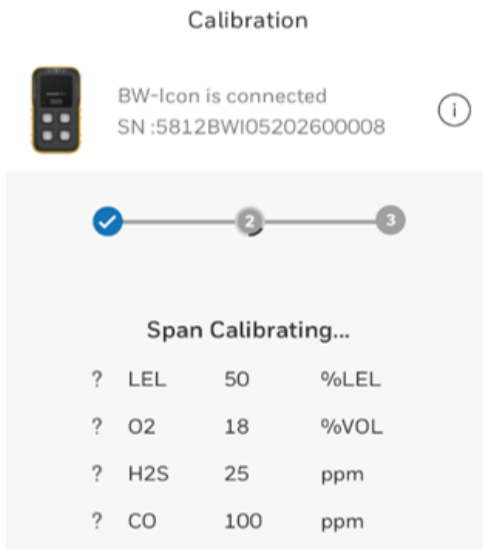 Calibration
BW-Icon is connected
SN :5812BWI05202600008
i
2
3
Span Calibrating...
? LEL 50 %LEL
? O2 18 %VOL
? H2S 25 ppm
? CO 100 ppm